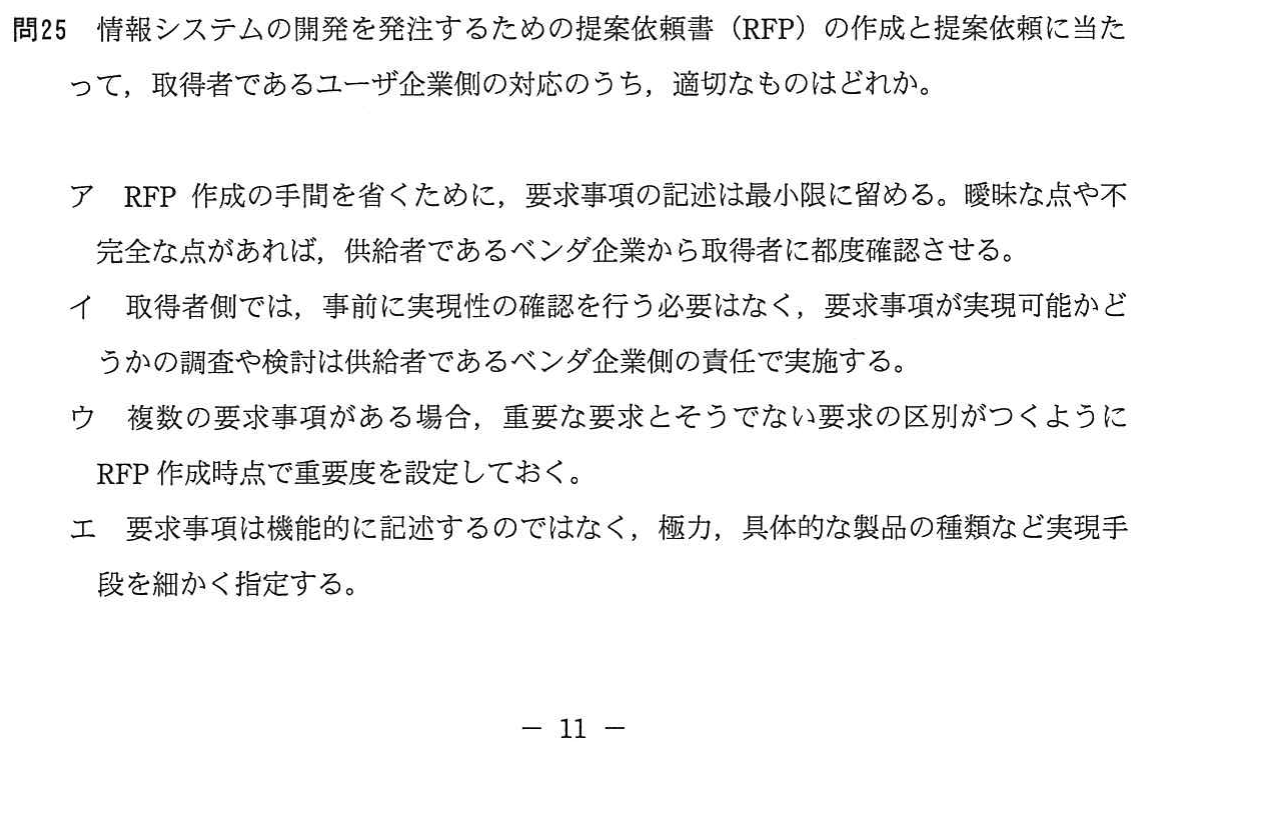 問25 情報システムの開発を発注するための提案依頼書（RFP）の作成と提案依頼に当た
って，取得者であるユーザ企業側の対応のうち，適切なものはどれか。
ア RFP 作成の手間を省くために，要求事項の記述は最小限に留める。曖昧な点や不
完全な点があれば，供給者であるベンダ企業から取得者に都度確認させる。
イ 取得者側では，事前に実現性の確認を行う必要はなく，要求事項が実現可能かど
うかの調査や検討は供給者であるベンダ企業側の責任で実施する。
ウ 複数の要求事項がある場合，重要な要求とそうでない要求の区別がつくように
RFP 作成時点で重要度を設定しておく。
エ 要求事項は機能的に記述するのではなく，極力，具体的な製品の種類など実現手
段を細かく指定する。
－ 11 －